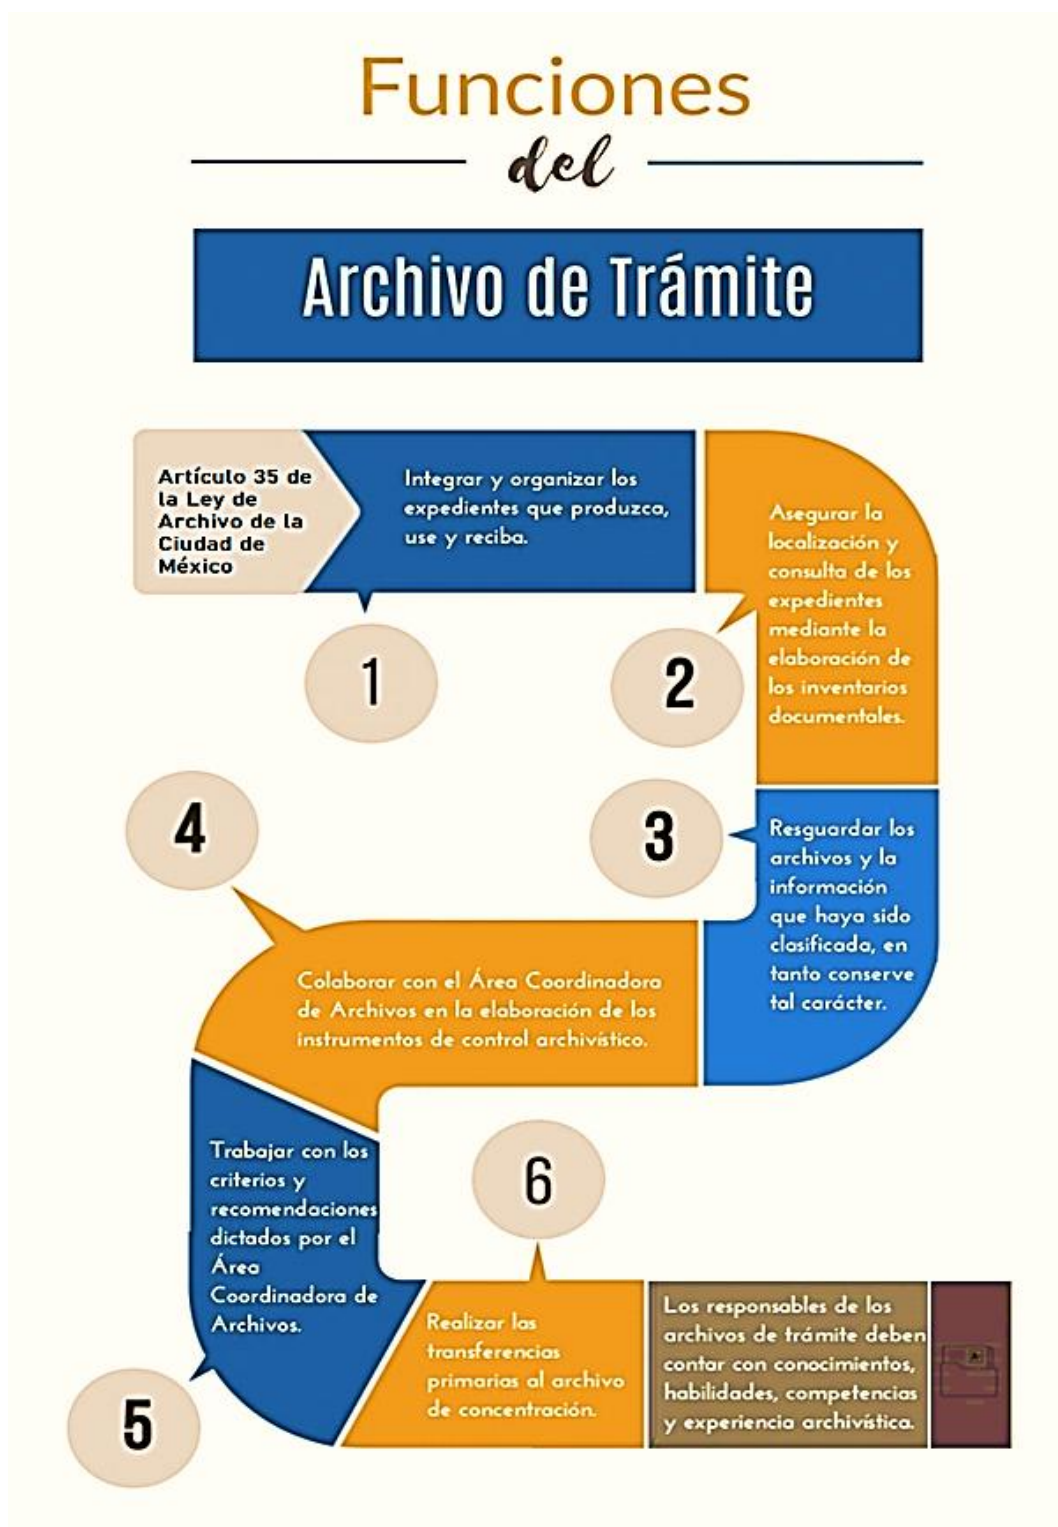 Funciones
del
Archivo de Trámite
Artículo 35 de
la Ley de
Archivo de la
Ciudad de
México
Integrar y organizar los
expedientes que produzca,
use y reciba.
1
Asegurar la
localización y
consulta de los
expedientes
mediante la
elaboración de
los inventarios
documentales.
2
3
Resguardar los
archivos y la
información
que haya sido
clasificada, en
tanto conserve
tal carácter.
4
Colaborar con el Área Coordinadora
de Archivos en la elaboración de los
instrumentos de control archivístico.
Trabajar con los
criterios y
recomendaciones
dictados por el
Área
Coordinadora de
Archivos.
5
6
Realizar las
transferencias
primarias al archivo
de concentración.
Los responsables de los
archivos de trámite deben
contar con conocimientos,
habilidades, competencias
y experiencia archivística.